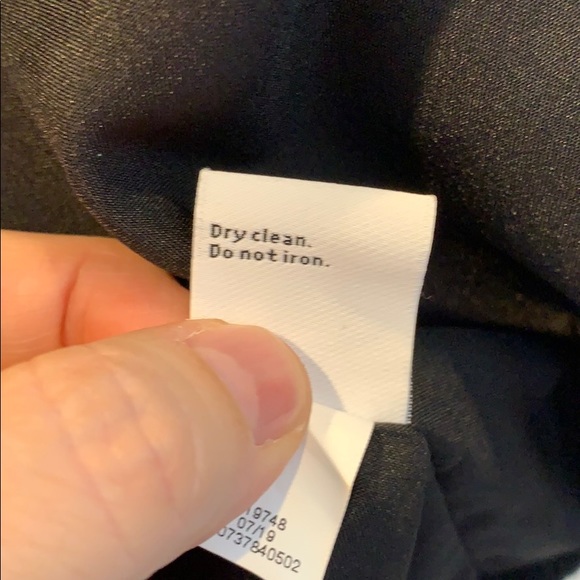 Dry clean.
Do not iron.
19748
07/19
0737840502